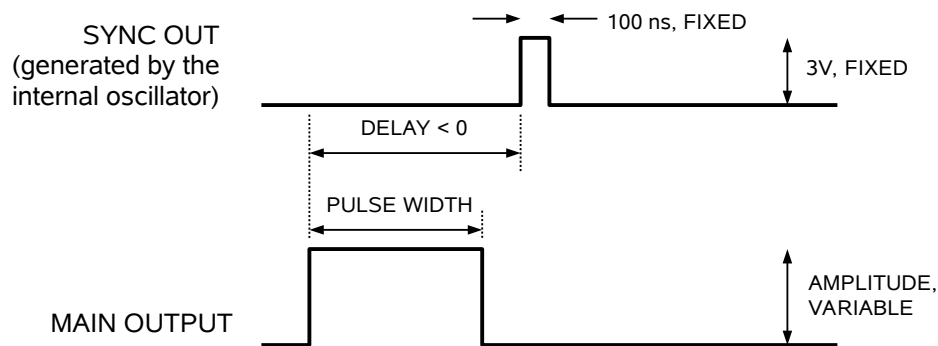 SYNC OUT
(generated by the
internal oscillator)
100 ns, FIXED
3V, FIXED
DELAY < 0
PULSE WIDTH
MAIN OUTPUT
AMPLITUDE,
VARIABLE